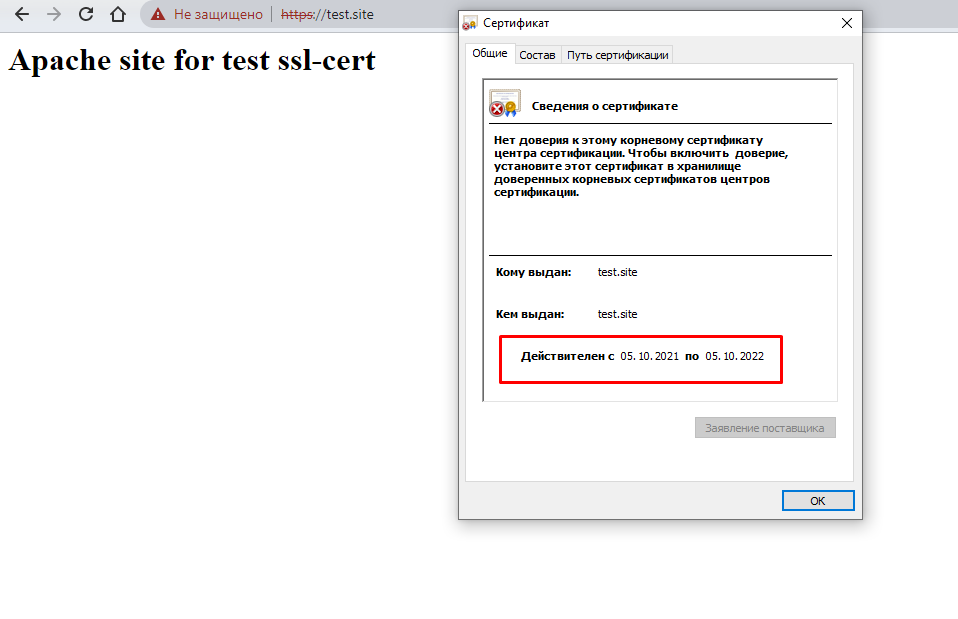 Не защищено
https://test.site
Apache site for test ssl-cert
Сертификат
Общие Состав Путь сертификации
Сведения о сертификате
Нет доверия к этому корневому сертификату
центра сертификации. Чтобы включить доверие,
установите этот сертификат в хранилище
доверенных корневых сертификатов центров
сертификации.
Кому выдан: test.site
Кем выдан: test.site
Действителен с 05.10.2021 по 05.10.2022
Заявление поставщика
ОК